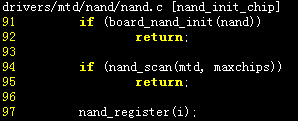 drivers/mtd/nand/nand.c [nand_init_chip]
91 if (board_nand_init(nand))
92 return;
93
94 if (nand_scan(mtd, maxchips))
95 return;
96
97 nand_register(i);